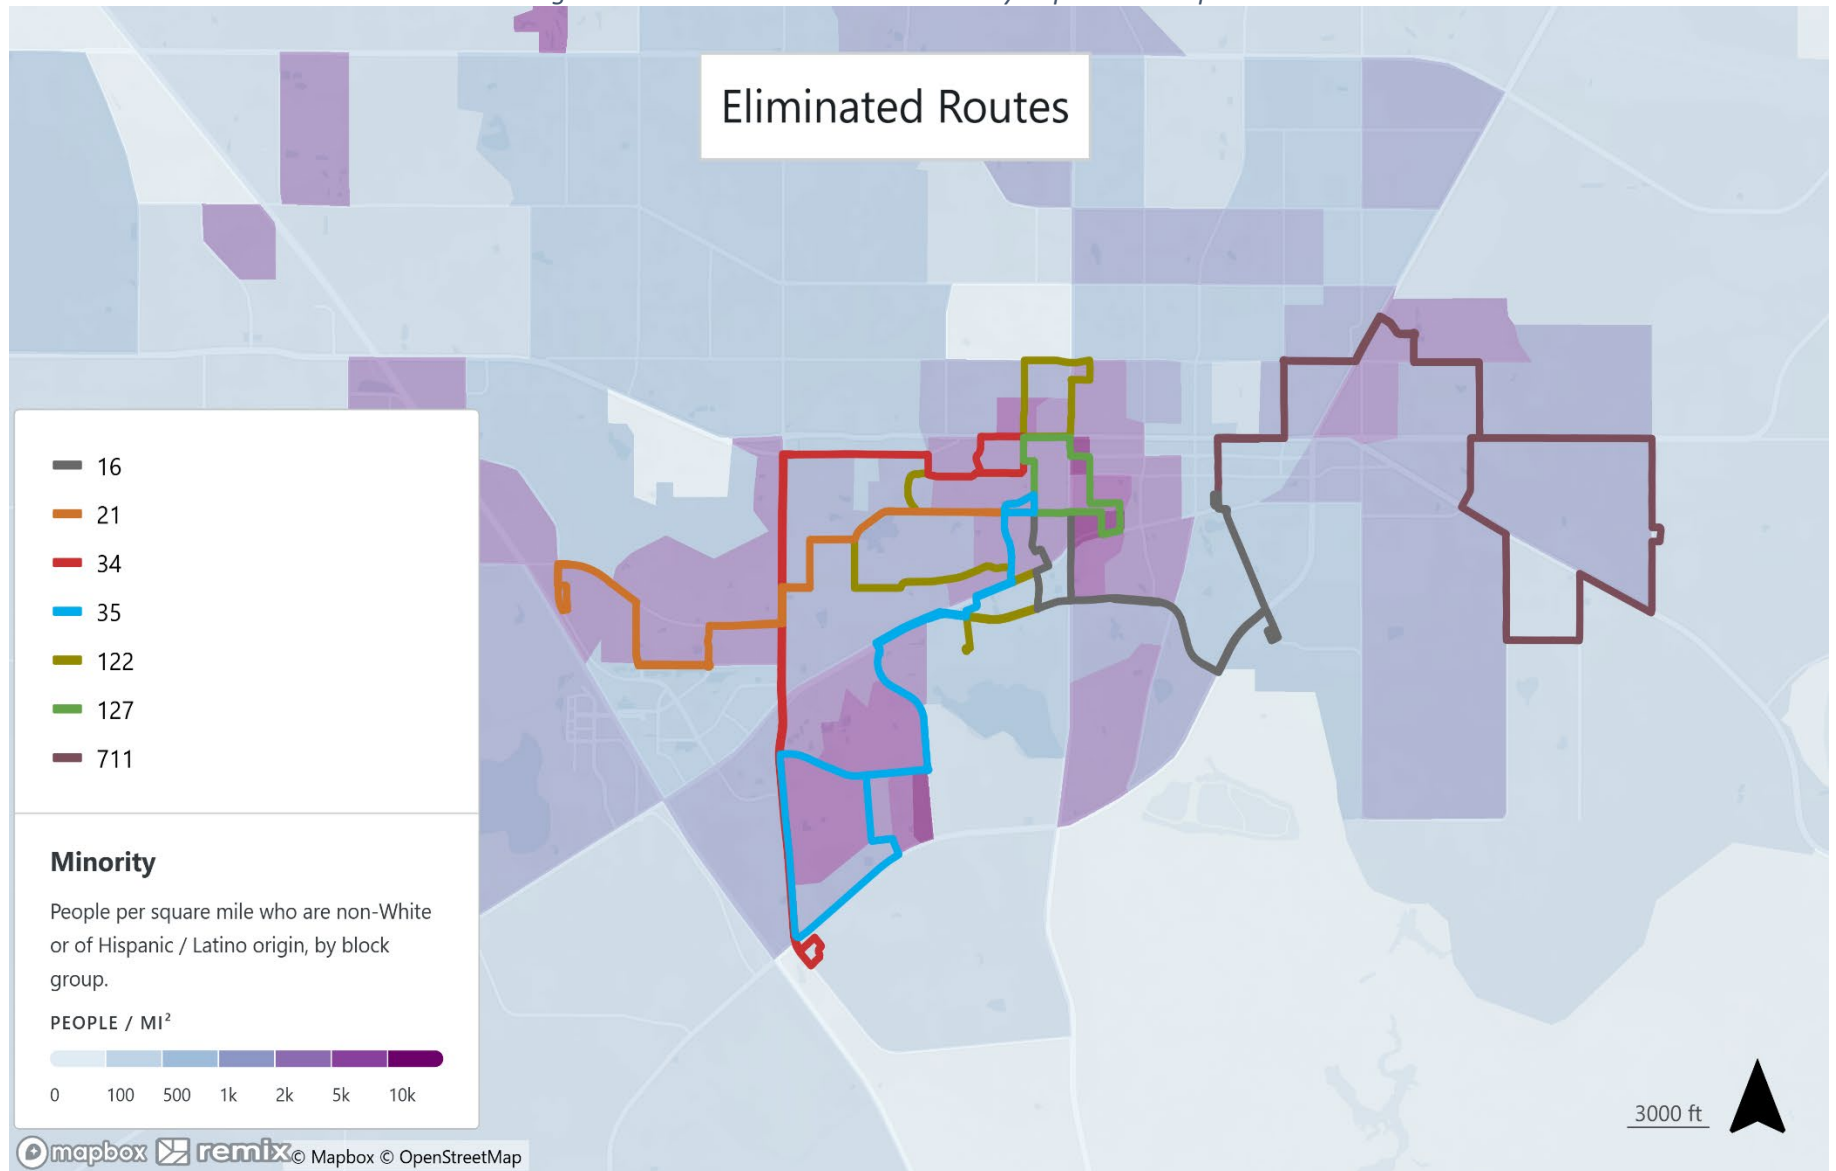 Eliminated Routes
16
21
34
35
122
127
711
Minority
People per square mile who are non-White
or of Hispanic / Latino origin, by block
group.
PEOPLE / MI²
0 100 500 1k 2k 5k 10k
3000 ft
mapbox remix © Mapbox © OpenStreetMap